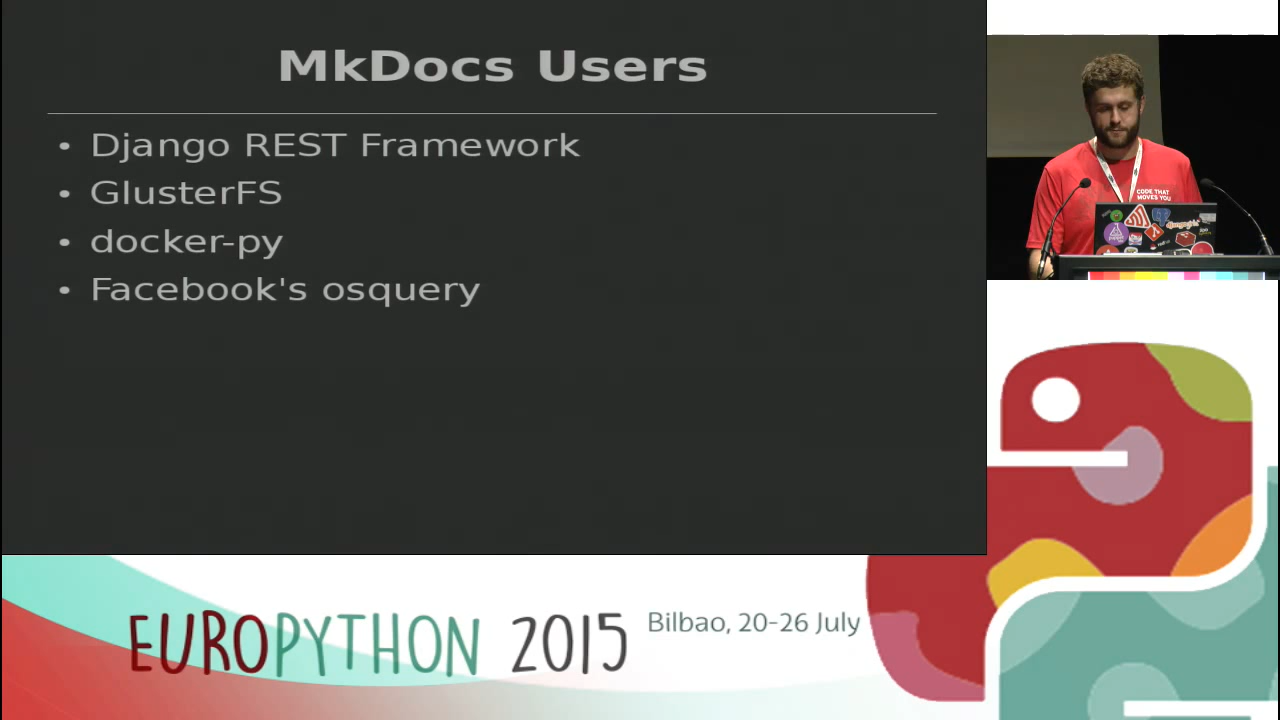 MkDocs Users
• Django REST Framework
• GlusterFS
• docker-py
• Facebook's osquery
CODE THAT
MOVES YOU
EUROPYTHON 2015
Bilbao, 20-26 July